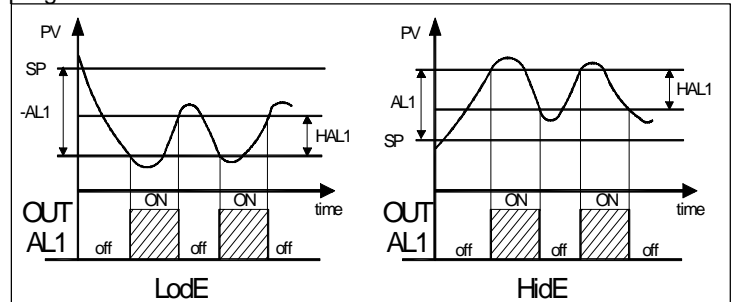 PV
SP
-AL1
HAL1
ON ON
time
OUT
AL1
off off off
LodE
PV
AL1
HAL1
SP
ON ON
time
OUT
AL1
off off off
HidE